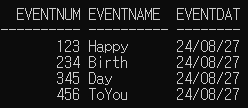 EVENTNUM EVENTNAME EVENTDAT
---------- ---------- --------
123 Happy 24/08/27
234 Birth 24/08/27
345 Day 24/08/27
456 ToYou 24/08/27